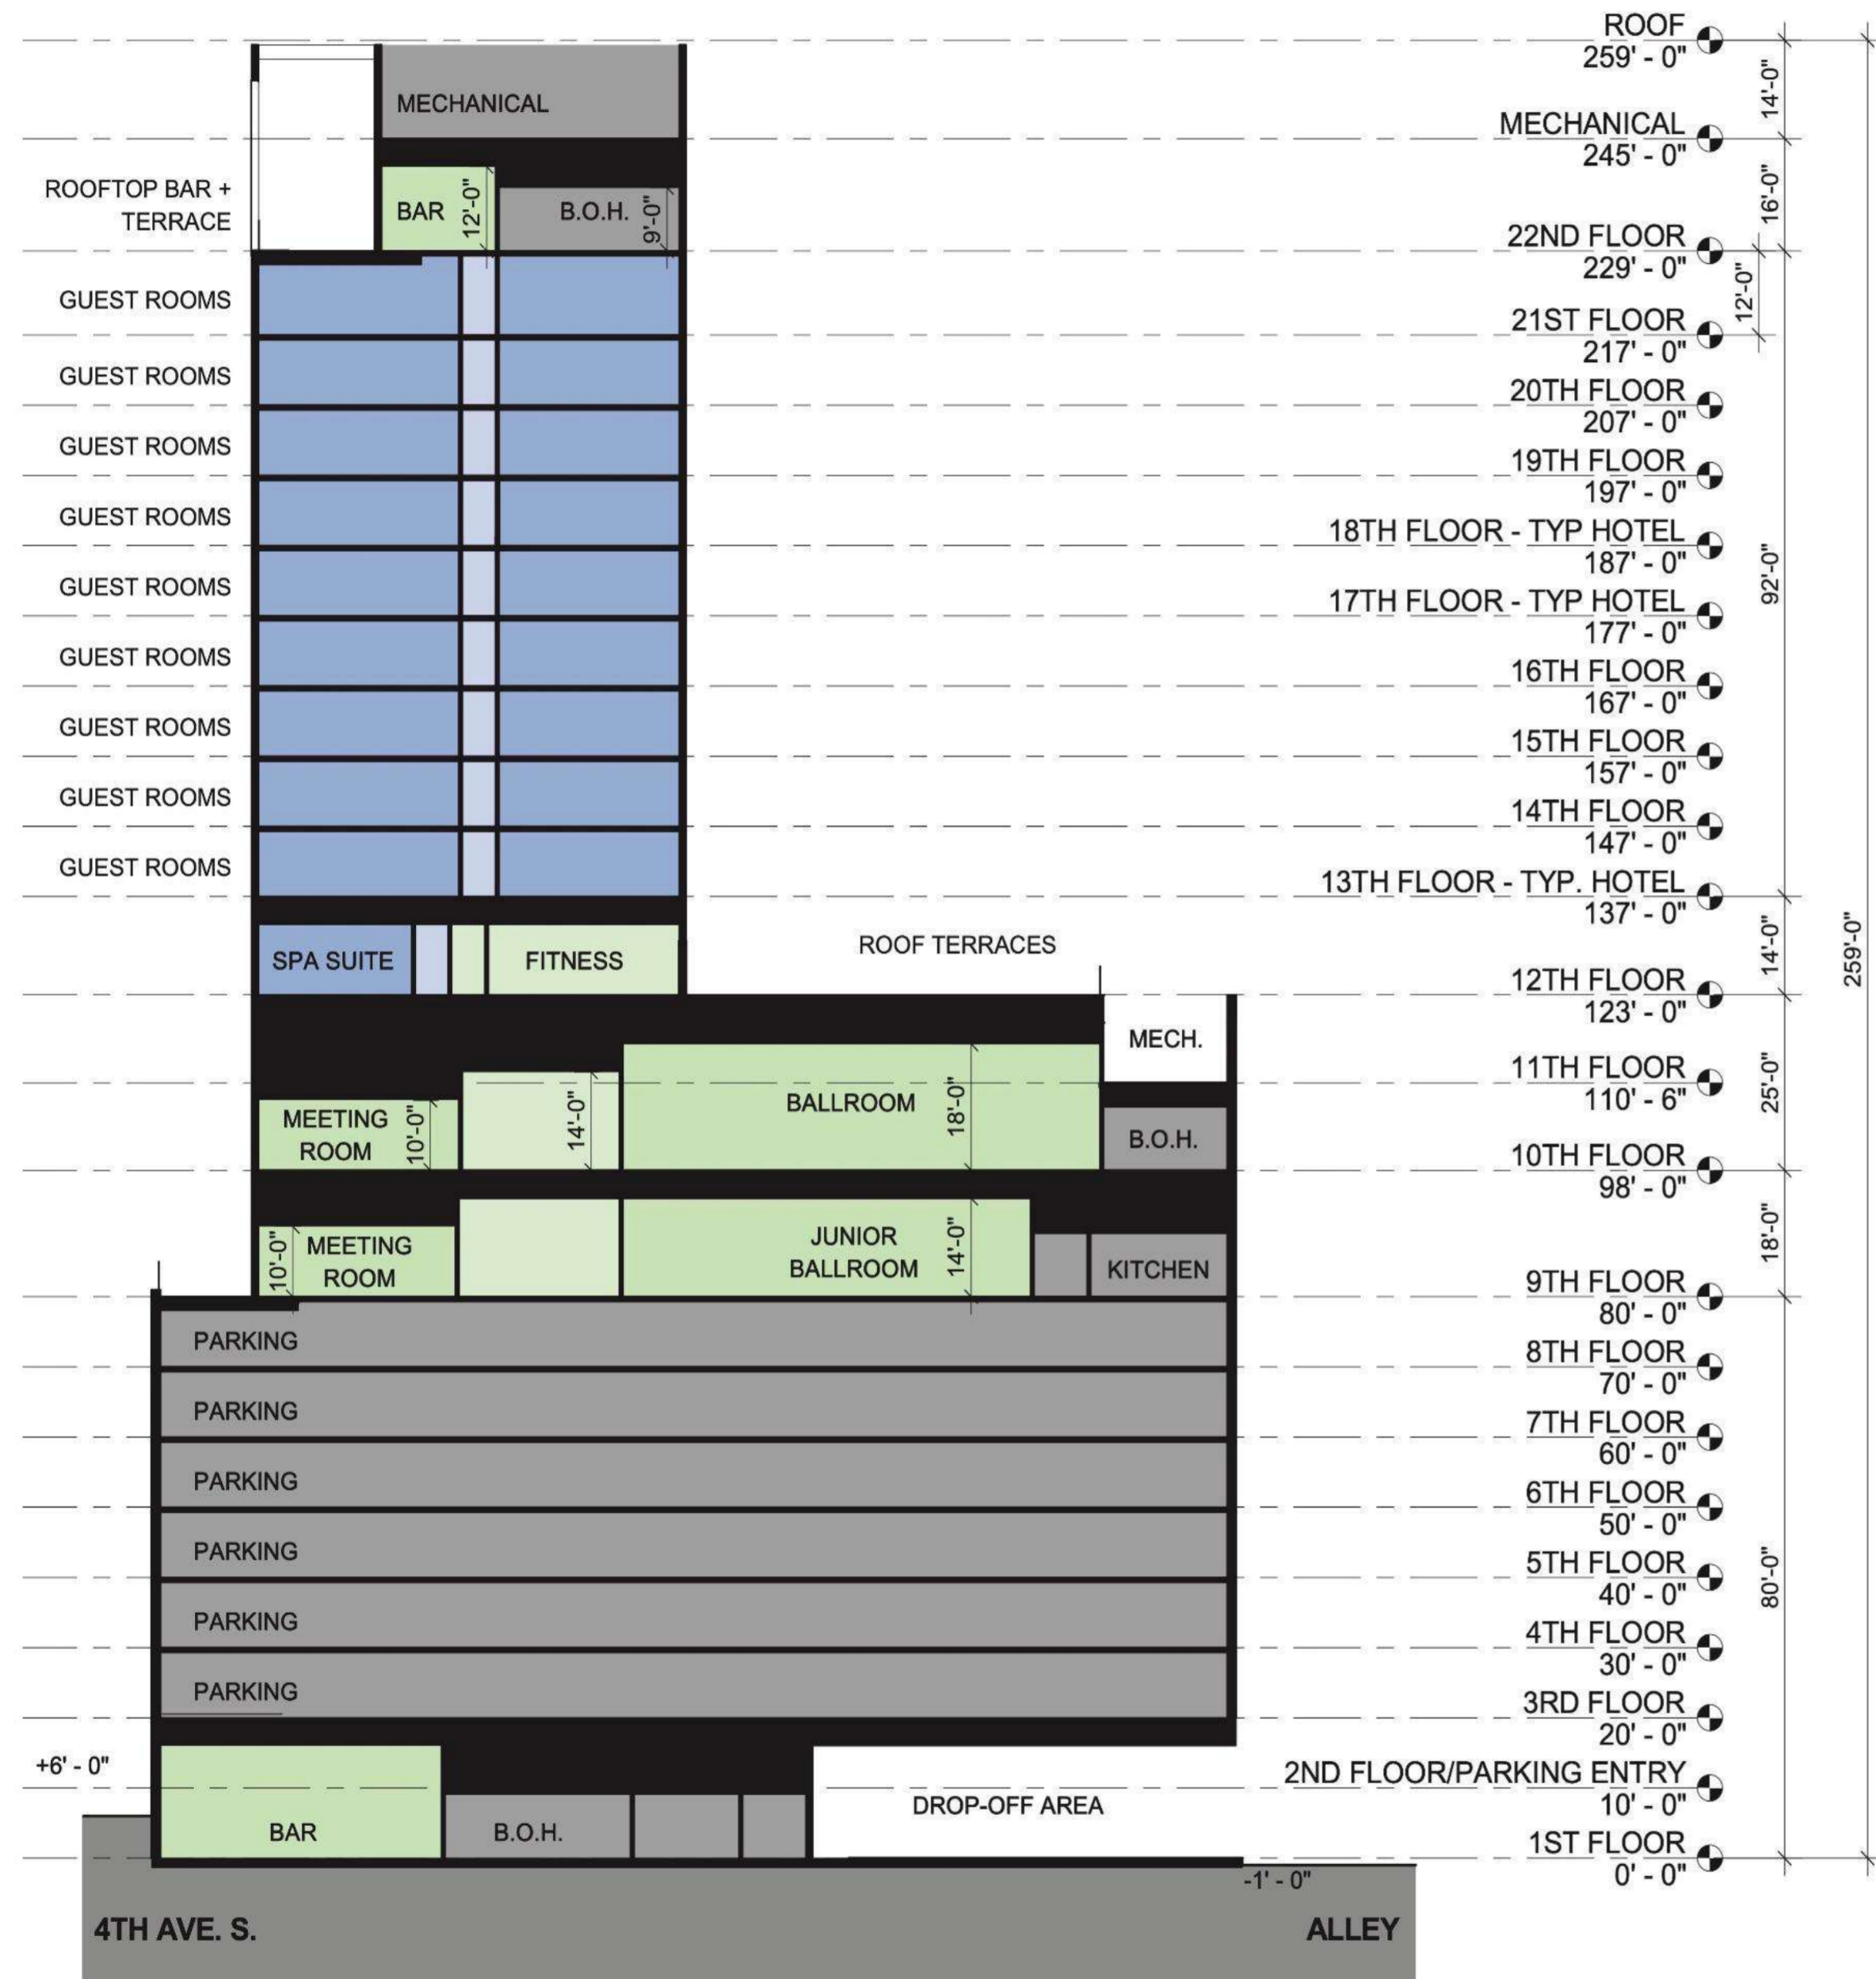 ROOF
259' - 0"
14'-0"
MECHANICAL
MECHANICAL
245' - 0"
16'-0"
ROOFTOP BAR +
TERRACE
BAR
12'-0"
B.O.H.
9'-0"
22ND FLOOR
229' - 0"
12'-0"
GUEST ROOMS
21ST FLOOR
217' - 0"
GUEST ROOMS
20TH FLOOR
207' - 0"
GUEST ROOMS
19TH FLOOR
197' - 0"
GUEST ROOMS
18TH FLOOR - TYP HOTEL
187' - 0"
92'-0"
GUEST ROOMS
17TH FLOOR - TYP HOTEL
177' - 0"
GUEST ROOMS
16TH FLOOR
167' - 0"
GUEST ROOMS
15TH FLOOR
157' - 0"
GUEST ROOMS
14TH FLOOR
147' - 0"
GUEST ROOMS
13TH FLOOR - TYP. HOTEL
137' - 0"
14'-0"
259'-0"
SPA SUITE
FITNESS
ROOF TERRACES
12TH FLOOR
123' - 0"
MECH.
11TH FLOOR
110' - 6"
25'-0"
MEETING
ROOM
10'-0"
14'-0"
BALLROOM
18'-0"
B.O.H.
10TH FLOOR
98' - 0"
18'-0"
10'-0"
MEETING
ROOM
JUNIOR
BALLROOM
14'-0"
KITCHEN
9TH FLOOR
80' - 0"
PARKING
8TH FLOOR
70' - 0"
PARKING
7TH FLOOR
60' - 0"
PARKING
6TH FLOOR
50' - 0"
PARKING
5TH FLOOR
40' - 0"
80'-0"
PARKING
4TH FLOOR
30' - 0"
PARKING
3RD FLOOR
20' - 0"
+6' - 0"
2ND FLOOR/PARKING ENTRY
10' - 0"
BAR
B.O.H.
DROP-OFF AREA
1ST FLOOR
0' - 0"
-1' - 0"
4TH AVE. S.
ALLEY